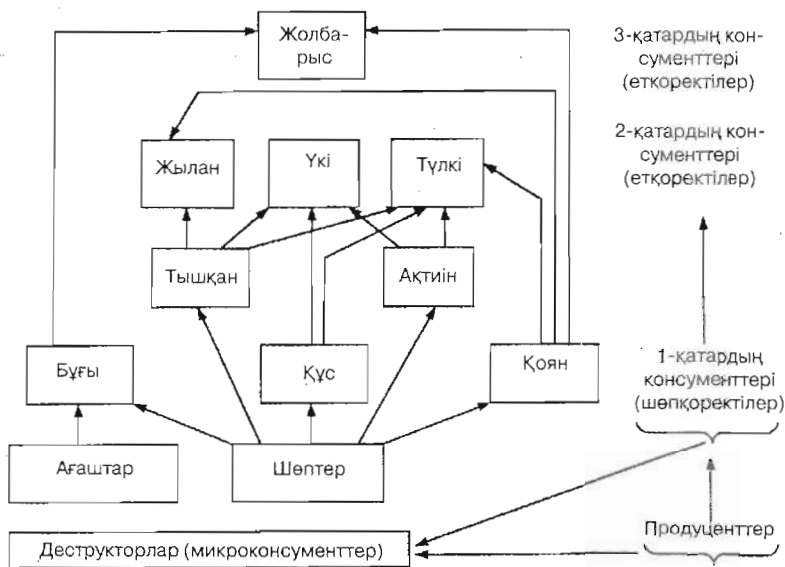 Жолба-
рыс
3-қатардың кон-
сументтері
(етқоректілер)
2-қатардың кон-
сументтері
(етқоректілер)
Жылан
Үкі
Түлкі
Тышқан
Ақтиін
Бұғы
Құс
Қоян
1-қатардың
консументтері
(шөпқоректілер)
Ағаштар
Шөптер
Продуценттер
Деструкторлар (микроконсументтер)